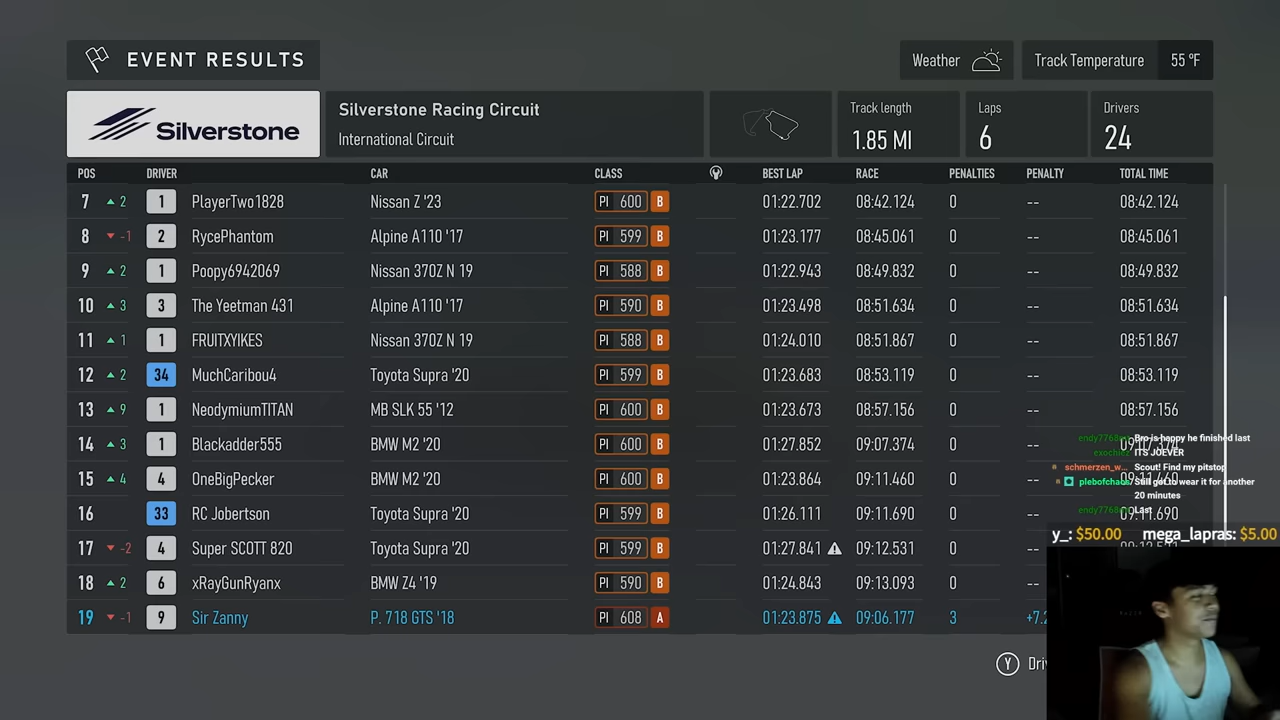 EVENT RESULTS
Weather
Track Temperature 55 °F
Silverstone
Silverstone Racing Circuit
International Circuit
Track length
1.85 MI
Laps
6
Drivers
24
POS DRIVER CAR CLASS BEST LAP RACE PENALTIES PENALTY TOTAL TIME
7 2 1 PlayerTwo1828 Nissan Z '23 PI 600 B 01:22.702 08:42.124 0 -- 08:42.124
8 -1 2 RycePhantom Alpine A110 '17 PI 599 B 01:23.177 08:45.061 0 -- 08:45.061
9 2 1 Poopy6942069 Nissan 370Z N 19 PI 588 B 01:22.943 08:49.832 0 -- 08:49.832
10 3 3 The Yeetman 431 Alpine A110 '17 PI 590 B 01:23.498 08:51.634 0 -- 08:51.634
11 1 1 FRUITXYIKES Nissan 370Z N 19 PI 588 B 01:24.010 08:51.867 0 -- 08:51.867
12 2 34 MuchCaribou4 Toyota Supra '20 PI 599 B 01:23.683 08:53.119 0 -- 08:53.119
13 9 1 NeodymiumTITAN MB SLK 55 '12 PI 600 B 01:23.673 08:57.156 0 -- 08:57.156
14 3 1 Blackadder555 BMW M2 '20 PI 600 B 01:27.852 09:07.374 0 -- 09:07.374
15 4 4 OneBigPecker BMW M2 '20 PI 600 B 01:23.864 09:11.460 0 -- 09:11.460
16 33 RC Jobertson Toyota Supra '20 PI 599 B 01:26.111 09:11.690 0 -- 09:11.690
17 -2 4 Super SCOTT 820 Toyota Supra '20 PI 599 B 01:27.841 09:12.531 0 --
18 2 6 xRayGunRyanx BMW Z4 '19 PI 590 B 01:24.843 09:13.093 0 --
19 -1 9 Sir Zanny P. 718 GTS '18 PI 608 A 01:23.875 09:06.177 3 +7.2
Bro is happy he finished last
ITS JOEVER
schmerzen_w... Scout! Find my pitstop
Still got to wear it for another
20 minutes
Last
y_: $50.00 mega_lapras: $5.00
Y Dri